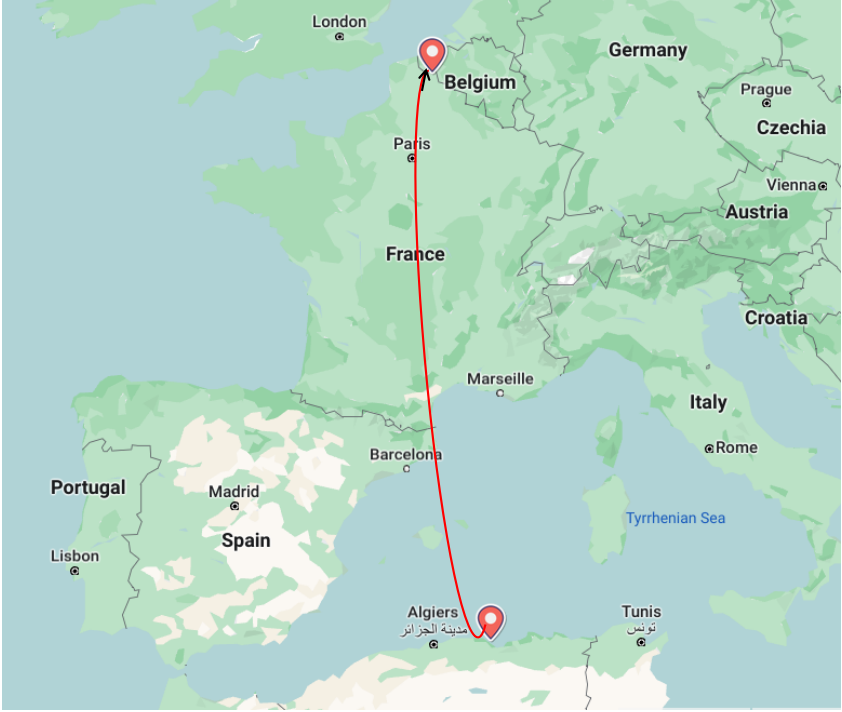 London
Germany
Belgium
Prague
Czechia
Paris
Vienna
Austria
France
Croatia
Marseille
Italy
Barcelona
Rome
Portugal
Madrid
Tyrrhenian Sea
Spain
Lisbon
Algiers
مدينة الجزائر
Tunis
تونس